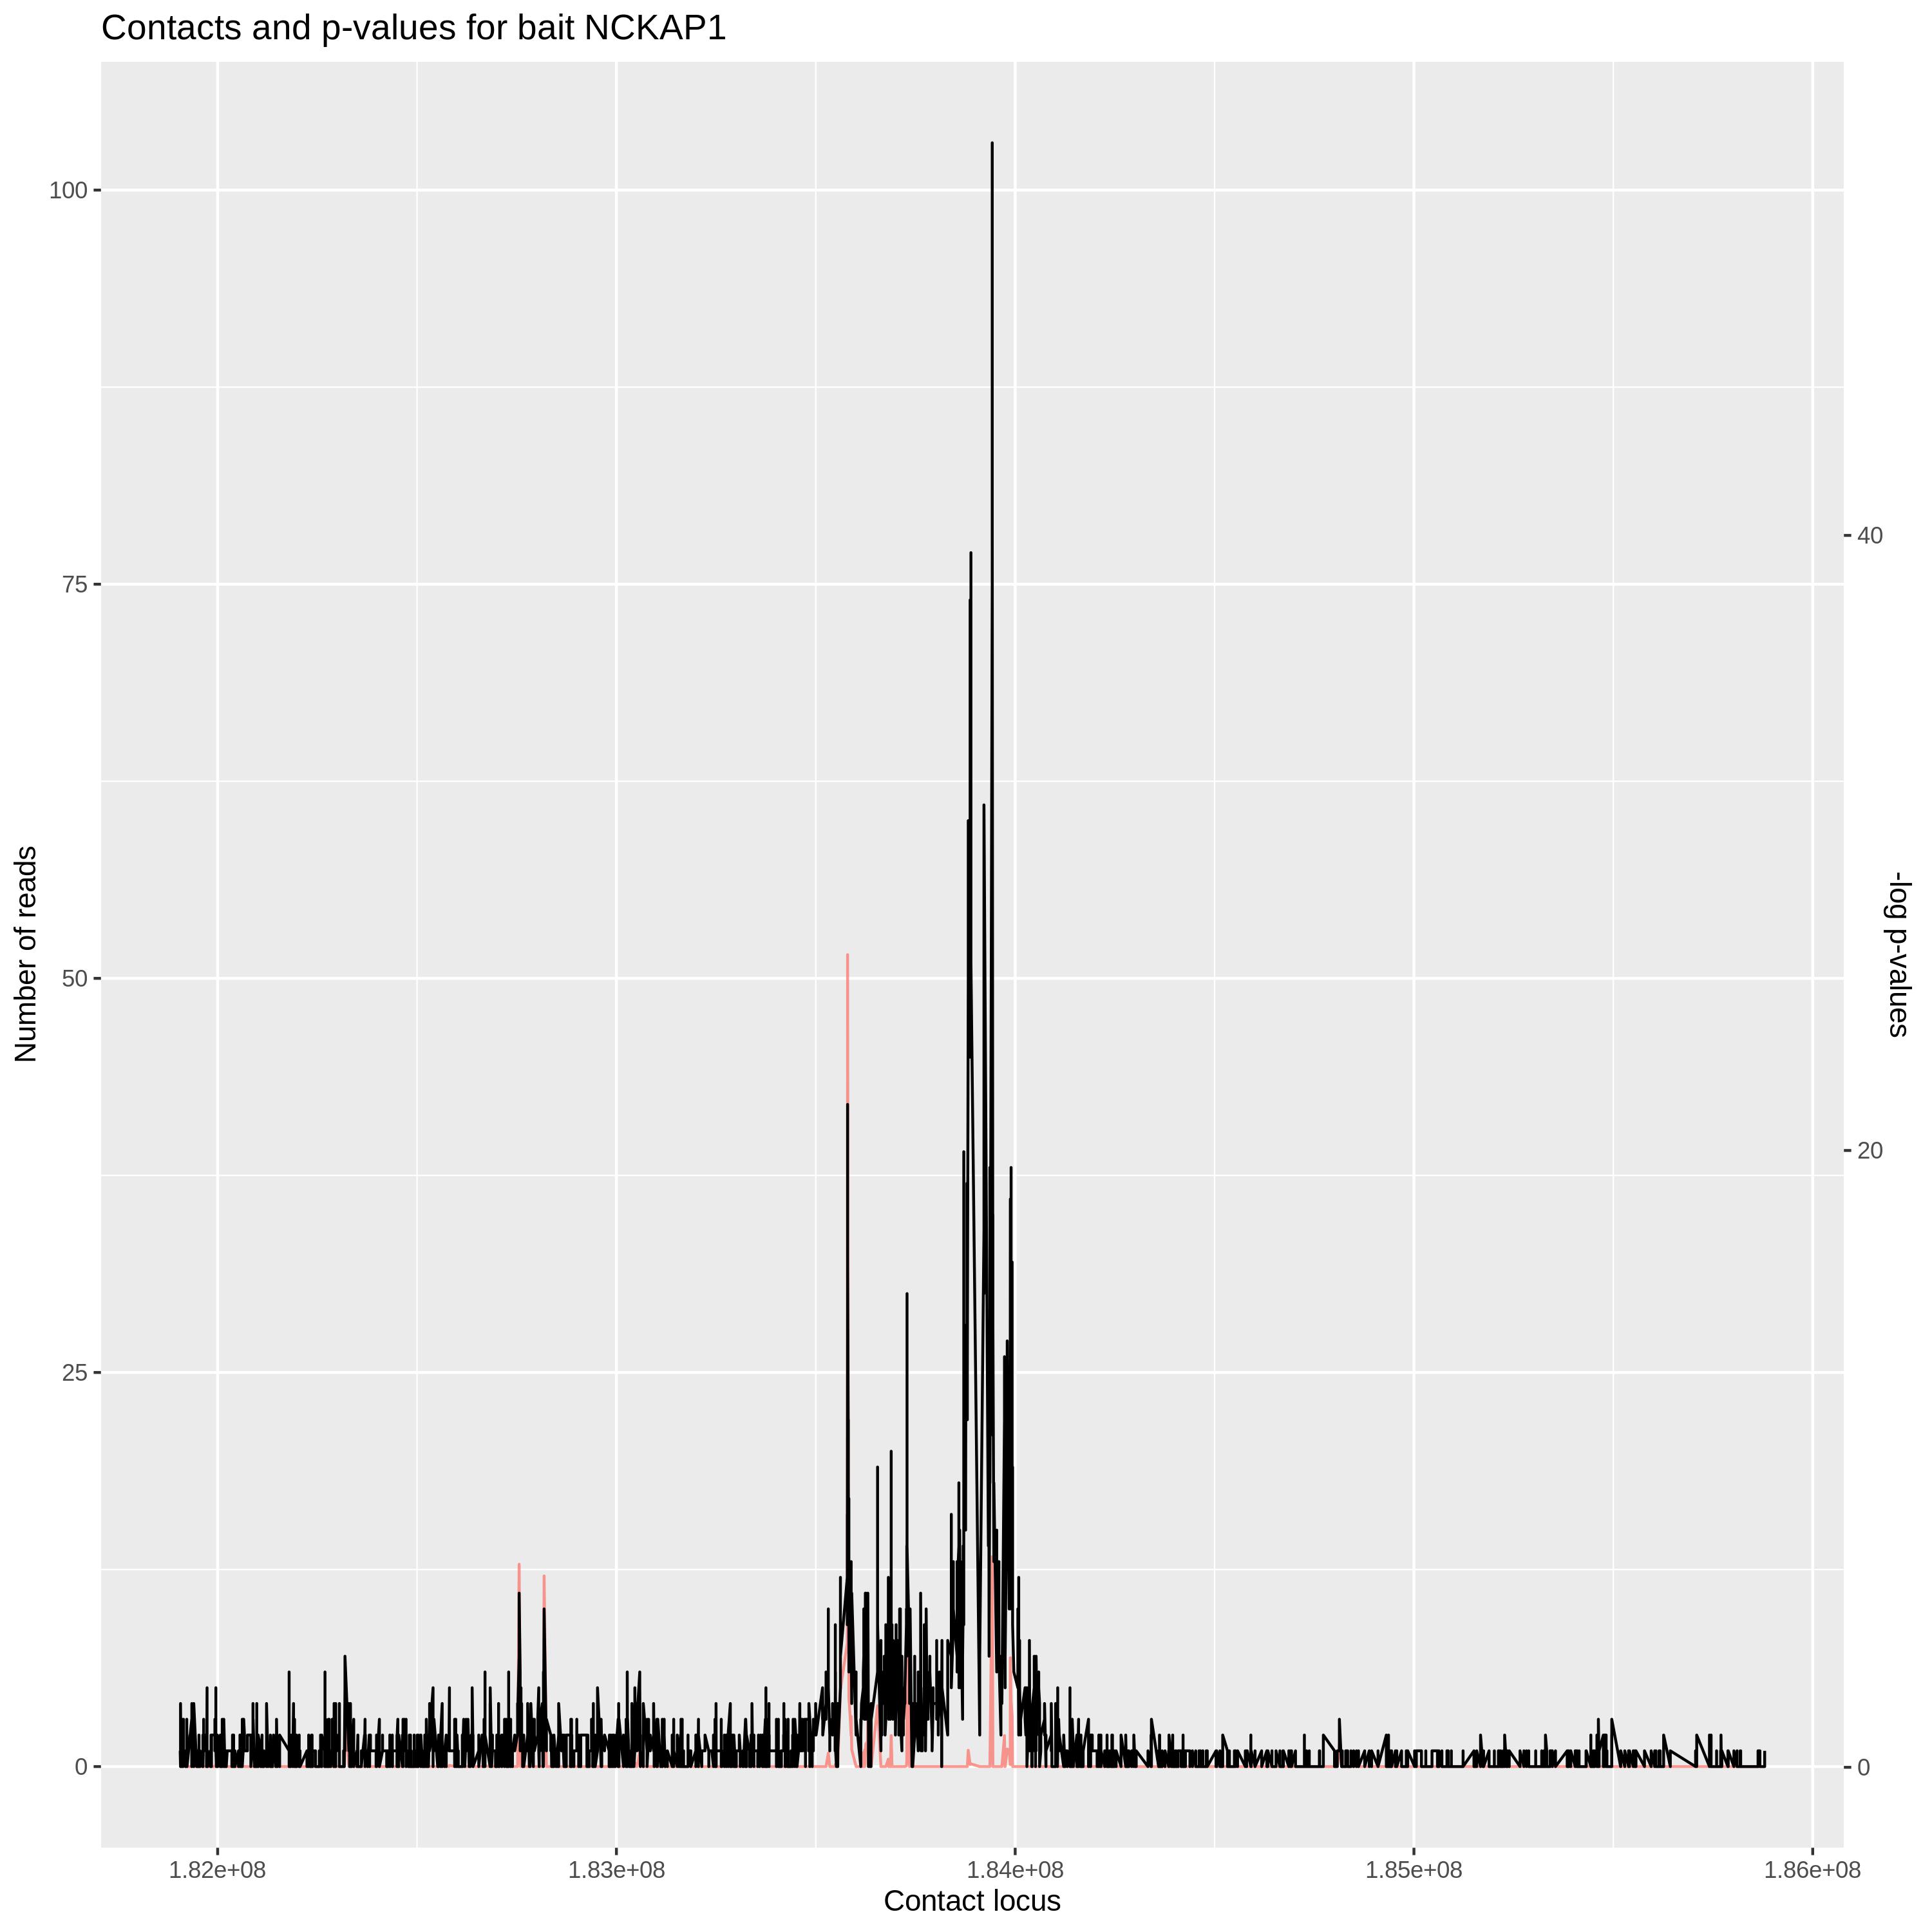 Contacts and p-values for bait NCKAP1
100
75
50
25
0
Number of reads
40
20
0
-log p-values
1.82e+08 1.83e+08 1.84e+08 1.85e+08 1.86e+08
Contact locus